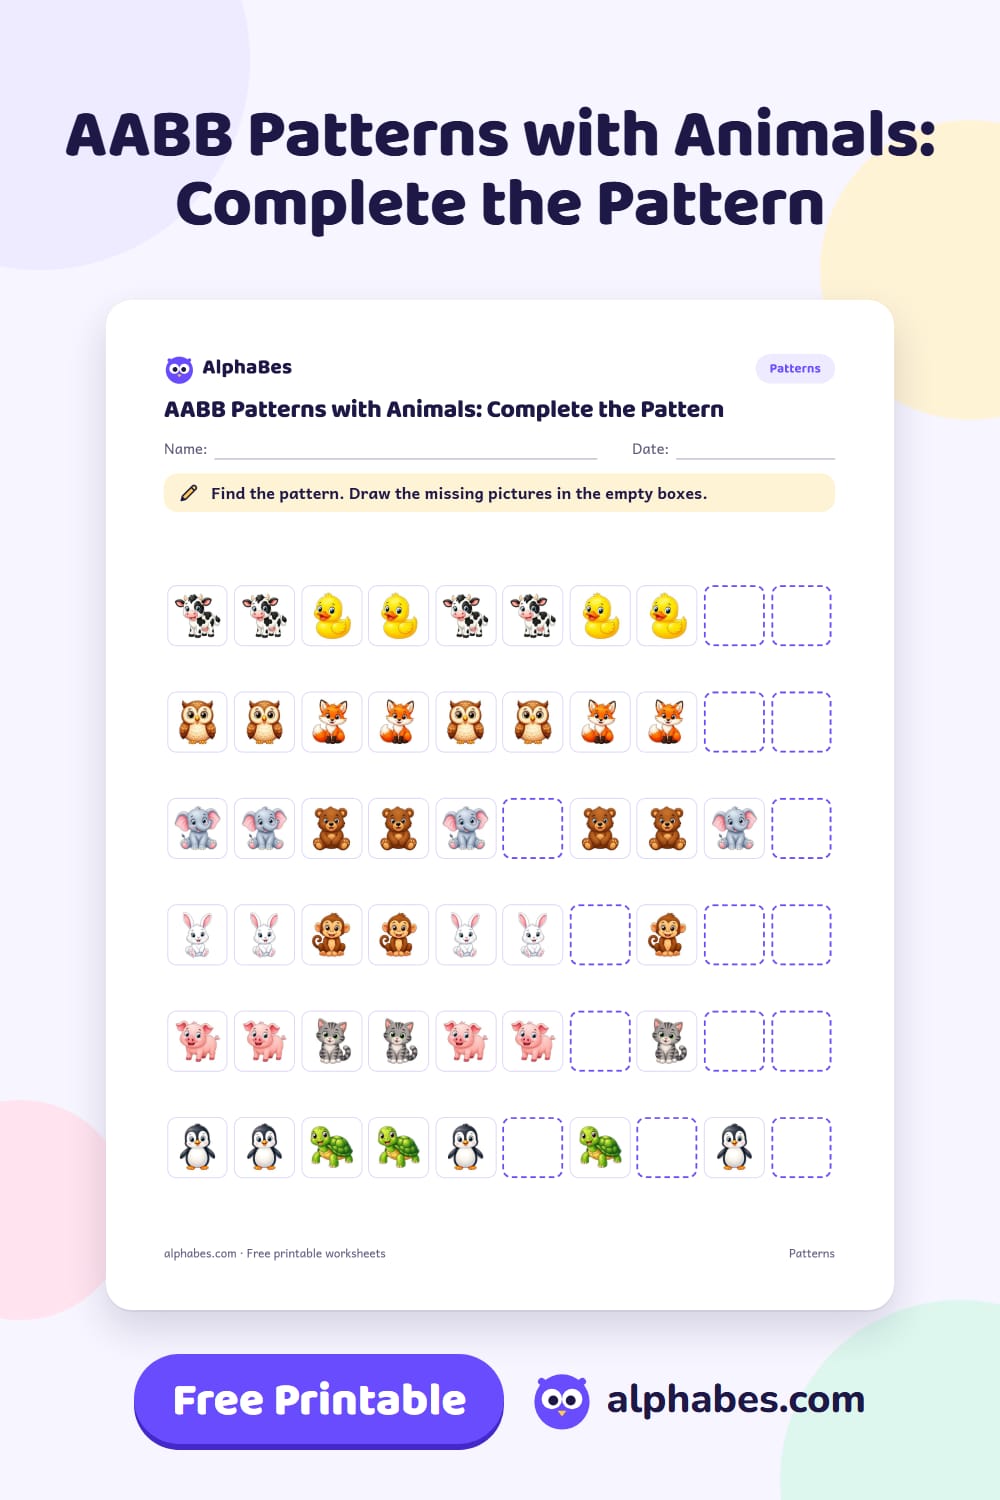 AABB Patterns with Animals:
Complete the Pattern
AlphaBes
Patterns
AABB Patterns with Animals: Complete the Pattern
Name:
Date:
Find the pattern. Draw the missing pictures in the empty boxes.
alphabes.com · Free printable worksheets
Patterns
Free Printable
alphabes.com